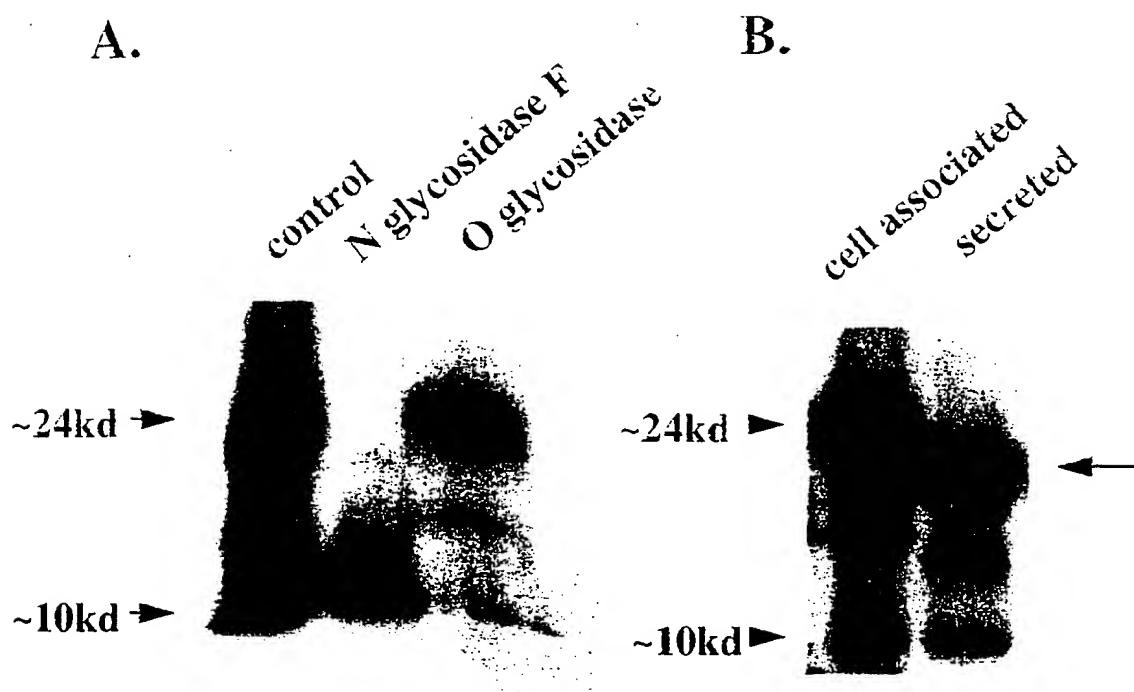 A.
control
N glycosidase F
O glycosidase
~24kd
~10kd
B.
cell associated
secreted
~24kd
~10kd